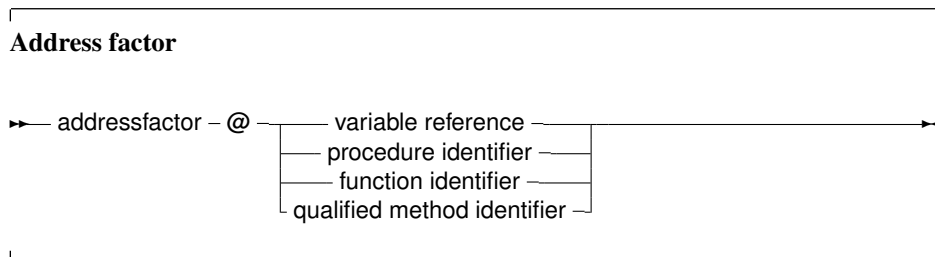 Address factor
addressfactor @ variable reference
procedure identifier
function identifier
qualified method identifier